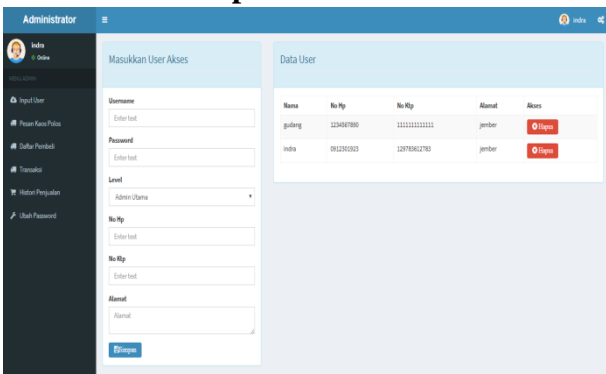 Administrator
indra
indra
Online
MENU ADMIN
Input User
Pesan Kaos Polos
Daftar Pembeli
Transaksi
Histori Penjualan
Ubah Password
Masukkan User Akses
Username
Enter text
Password
Enter text
Level
Admin Utama
No Hp
Enter text
No Ktp
Enter text
Alamat
Alamat
Simpan
Data User
Nama No Hp No Ktp Alamat Akses
gudang 1234567890 1111111111111 jember Hapus
indra 0912301923 129783612783 jember Hapus